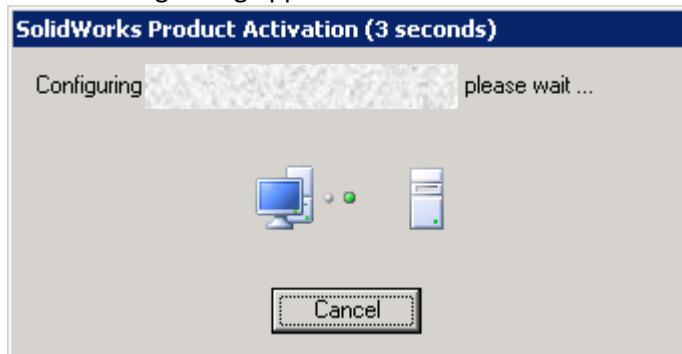 SolidWorks Product Activation (3 seconds)
Configuring please wait ...
Cancel